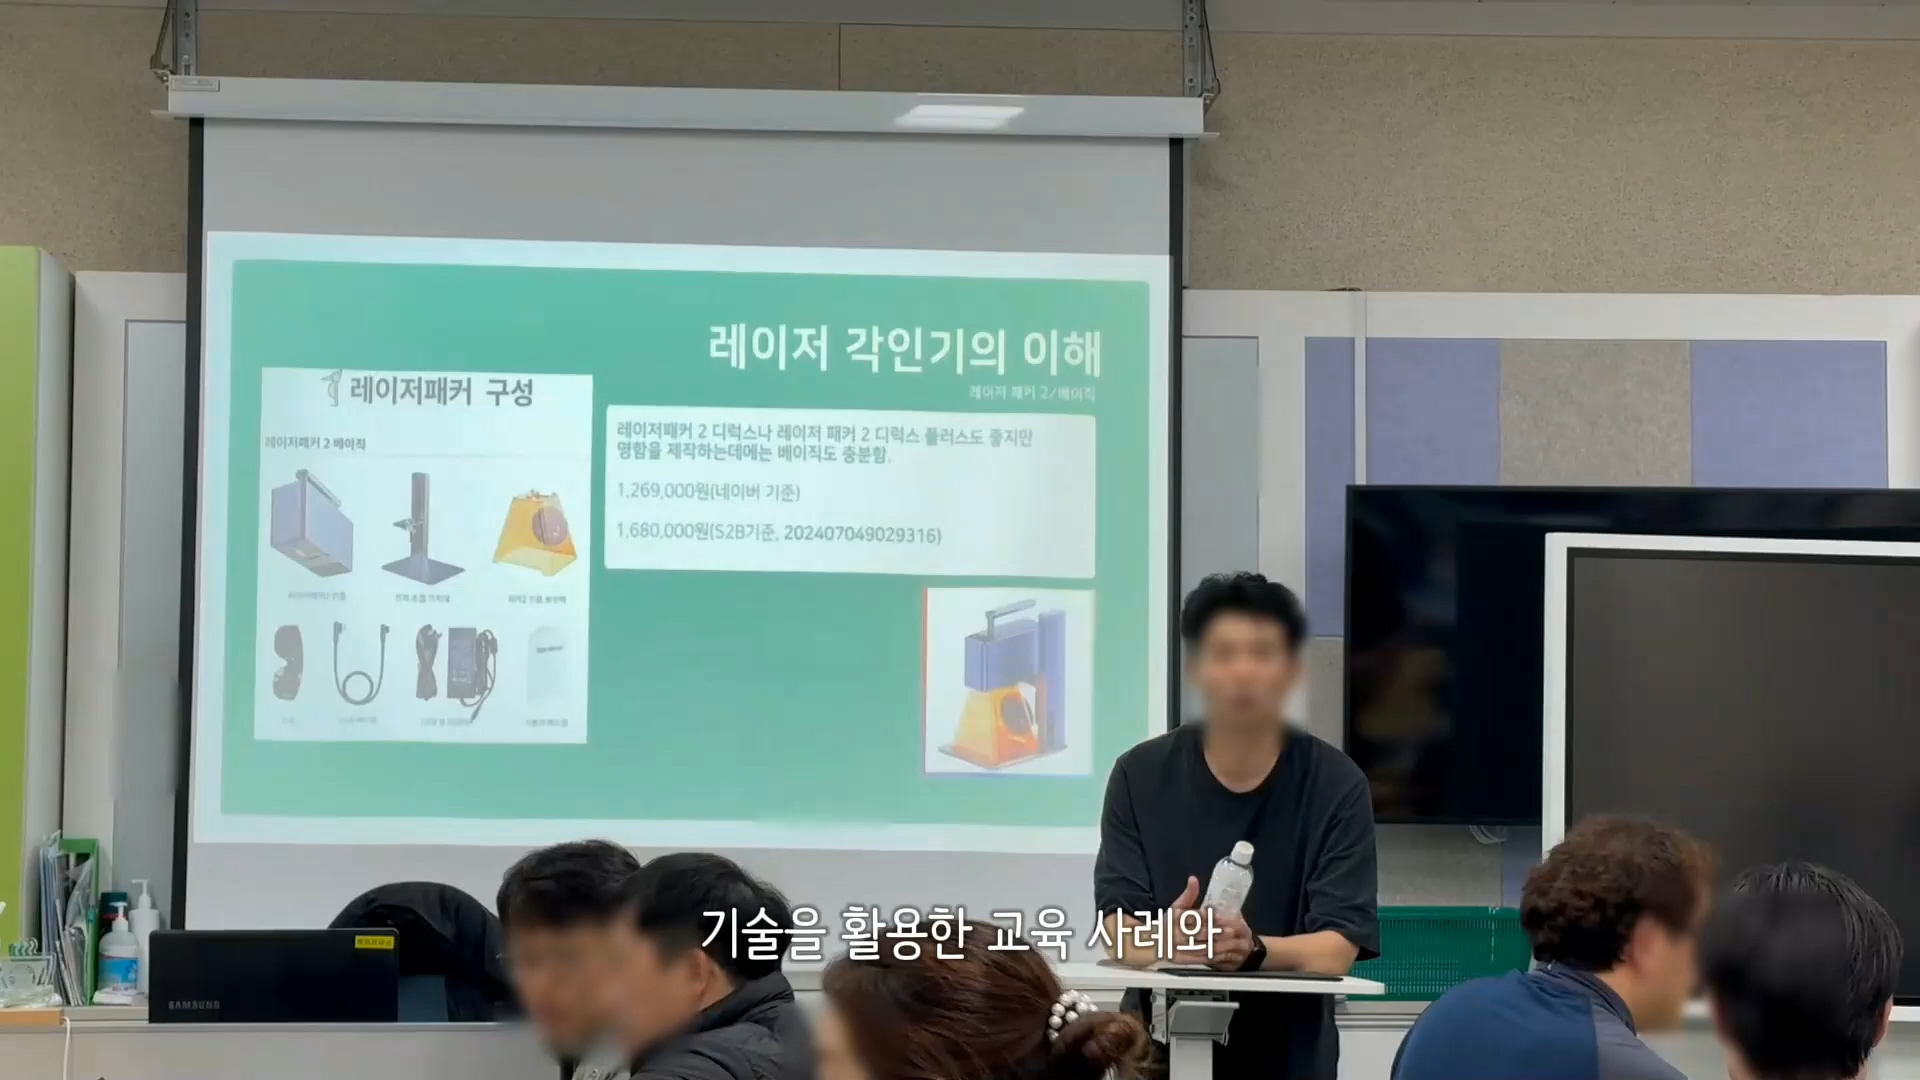 레이저 각인기의 이해
레이저 패커 2/베이직
레이저패커 구성
레이저패커 2 베이직
레이저패커 2 디럭스나 레이저 패커 2 디럭스 플러스도 좋지만
명함을 제작하는데에는 베이직도 충분함.
1,269,000원(네이버 기준)
1,680,000원(S2B기준, 202407049029316)
SAMSUNG
기술을 활용한 교육 사례와